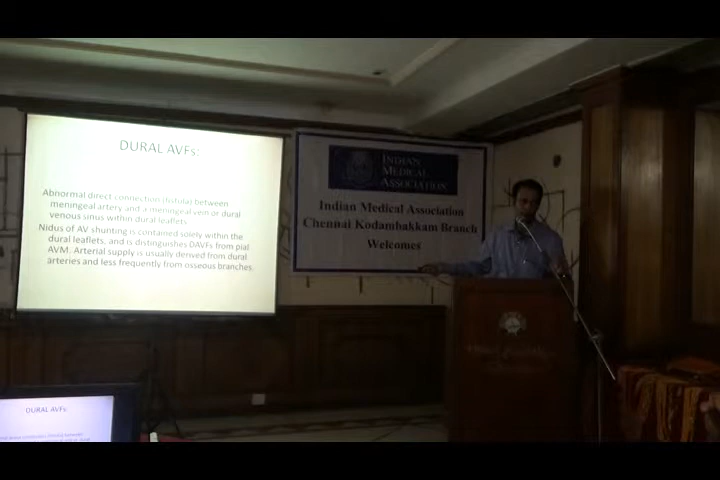 DURAL AVFs:
Abnormal direct connection (fistula) between
meningeal artery and a meningeal vein or dural
venous sinus within dural leaflets.
Nidus of AV shunting is contained solely within the
dural leaflets, and is distinguishes DAVFs from pial
AVM. Arterial supply is usually derived from dural
arteries and less frequently from osseous branches.
INDIAN
MEDICAL
ASSOCIATION
Indian Medical Association
Chennai Kodambakkam Branch
Welcomes
DURAL AVFs